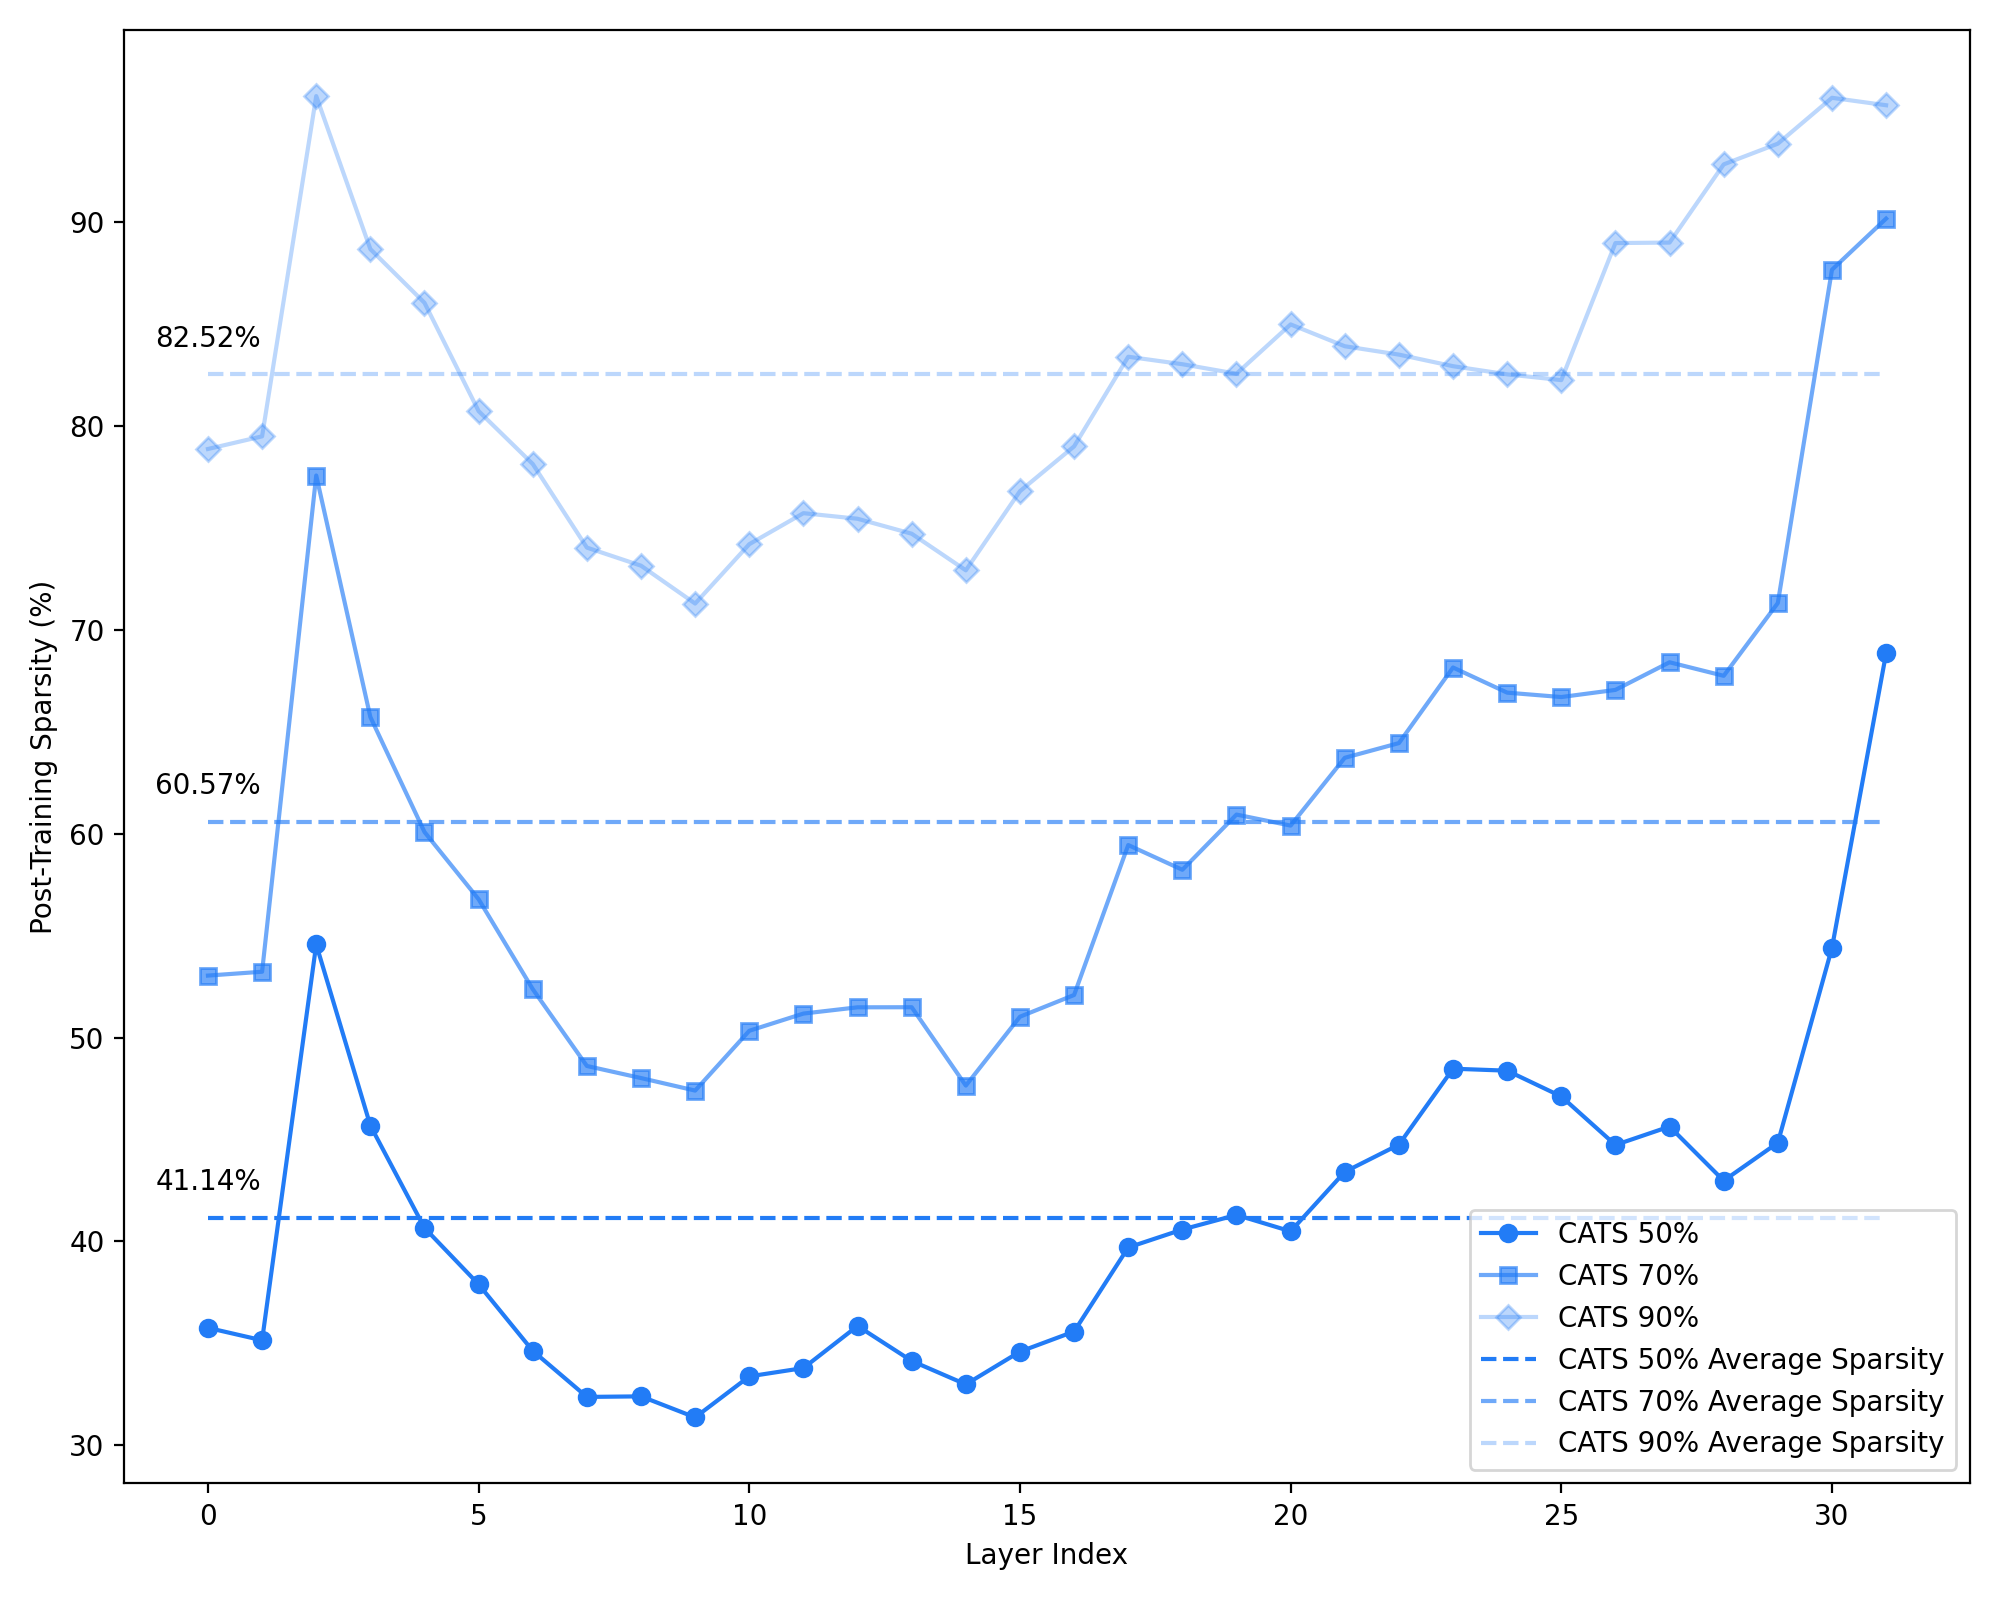 90
80
70
60
50
40
30
Post-Training Sparsity (%)
82.52%
60.57%
41.14%
CATS 50%
CATS 70%
CATS 90%
CATS 50% Average Sparsity
CATS 70% Average Sparsity
CATS 90% Average Sparsity
0 5 10 15 20 25 30
Layer Index